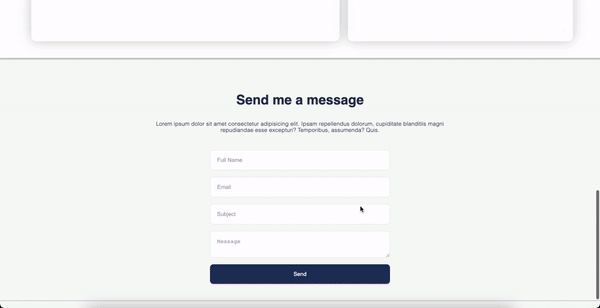 Send me a message
Lorem ipsum dolor sit amet consectetur adipisicing elit. Ipsam repellendus dolorum, cupiditate blanditiis magni
repudiandae esse excepturi? Temporibus, assumenda? Quis.
Full Name
Email
Subject
Message
Send